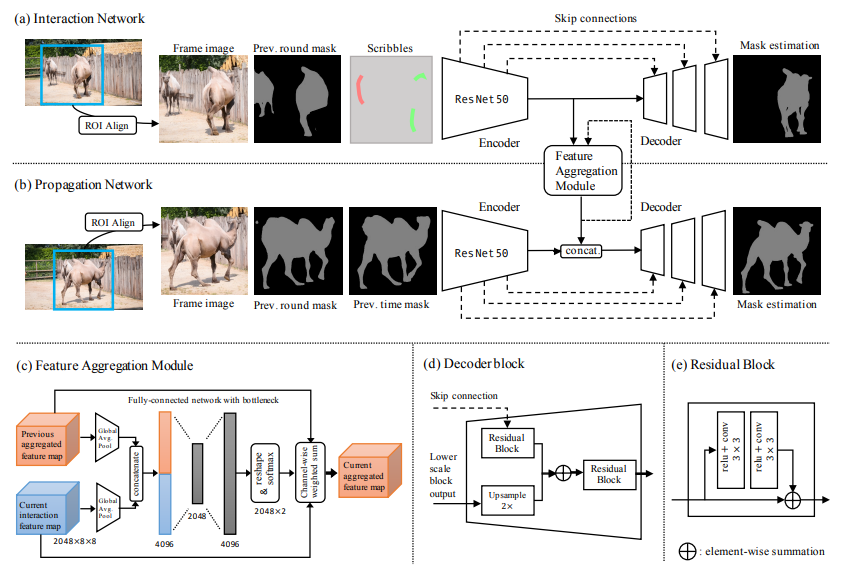 (a) Interaction Network
Skip connections
Frame image
Prev. round mask
Scribbles
Mask estimation
ROI Align
ResNet50
Encoder
Decoder
Feature
Aggregation
Module
(b) Propagation Network
ROI Align
Encoder
Decoder
ResNet50
concat.
Frame image
Prev. round mask
Prev. time mask
Mask estimation
(c) Feature Aggregation Module
Fully-connected network with bottleneck
Previous
aggregated
feature map
Global
Avg.
Pool
concatenate
reshape
& softmax
Channel-wise
weighted sum
Current
aggregated
feature map
Current
interaction
feature map
Global
Avg.
Pool
2048×8×8
4096
2048
4096
2048×2
(d) Decoder block
Skip connection
Residual
Block
Lower
scale
block
output
Upsample
2×
Residual
Block
(e) Residual Block
relu + conv
3 × 3
relu + conv
3 × 3
: element-wise summation